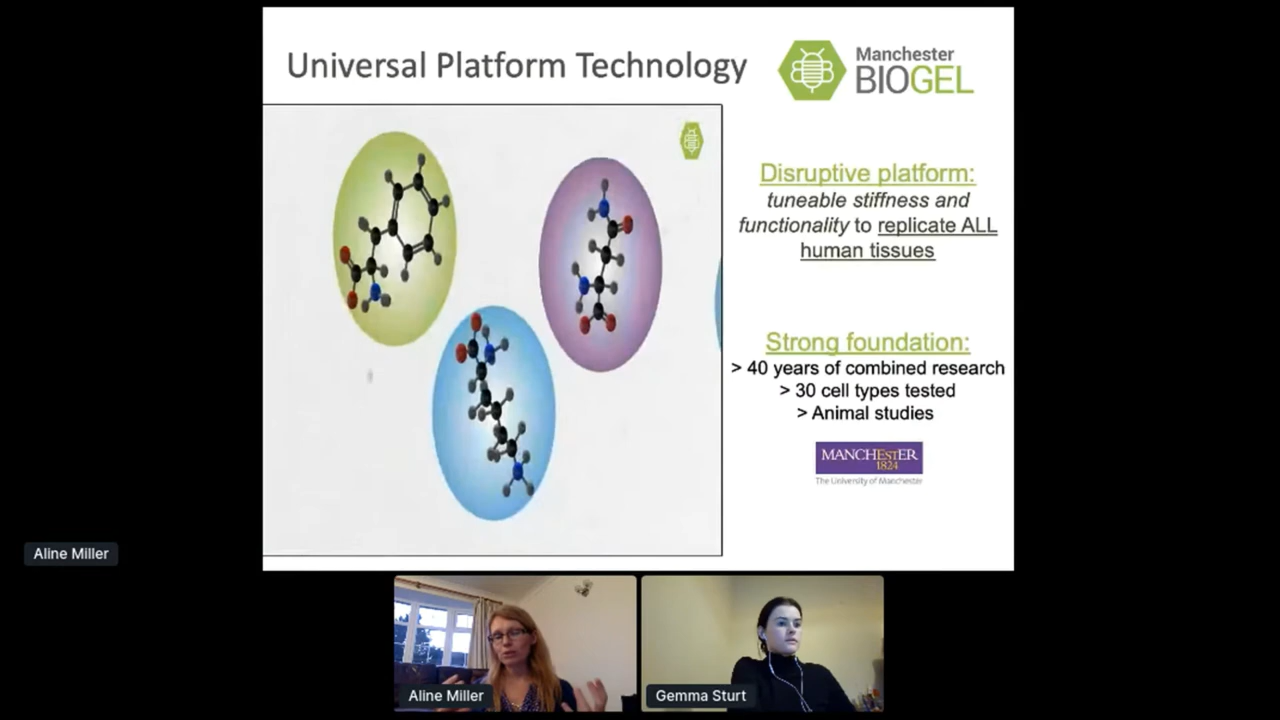 Universal Platform Technology
Manchester
BIOGEL
Disruptive platform:
tuneable stiffness and
functionality to replicate ALL
human tissues
Strong foundation:
> 40 years of combined research
> 30 cell types tested
> Animal studies
MANCHEstER
1824
The University of Manchester
Aline Miller
Aline Miller
Gemma Sturt